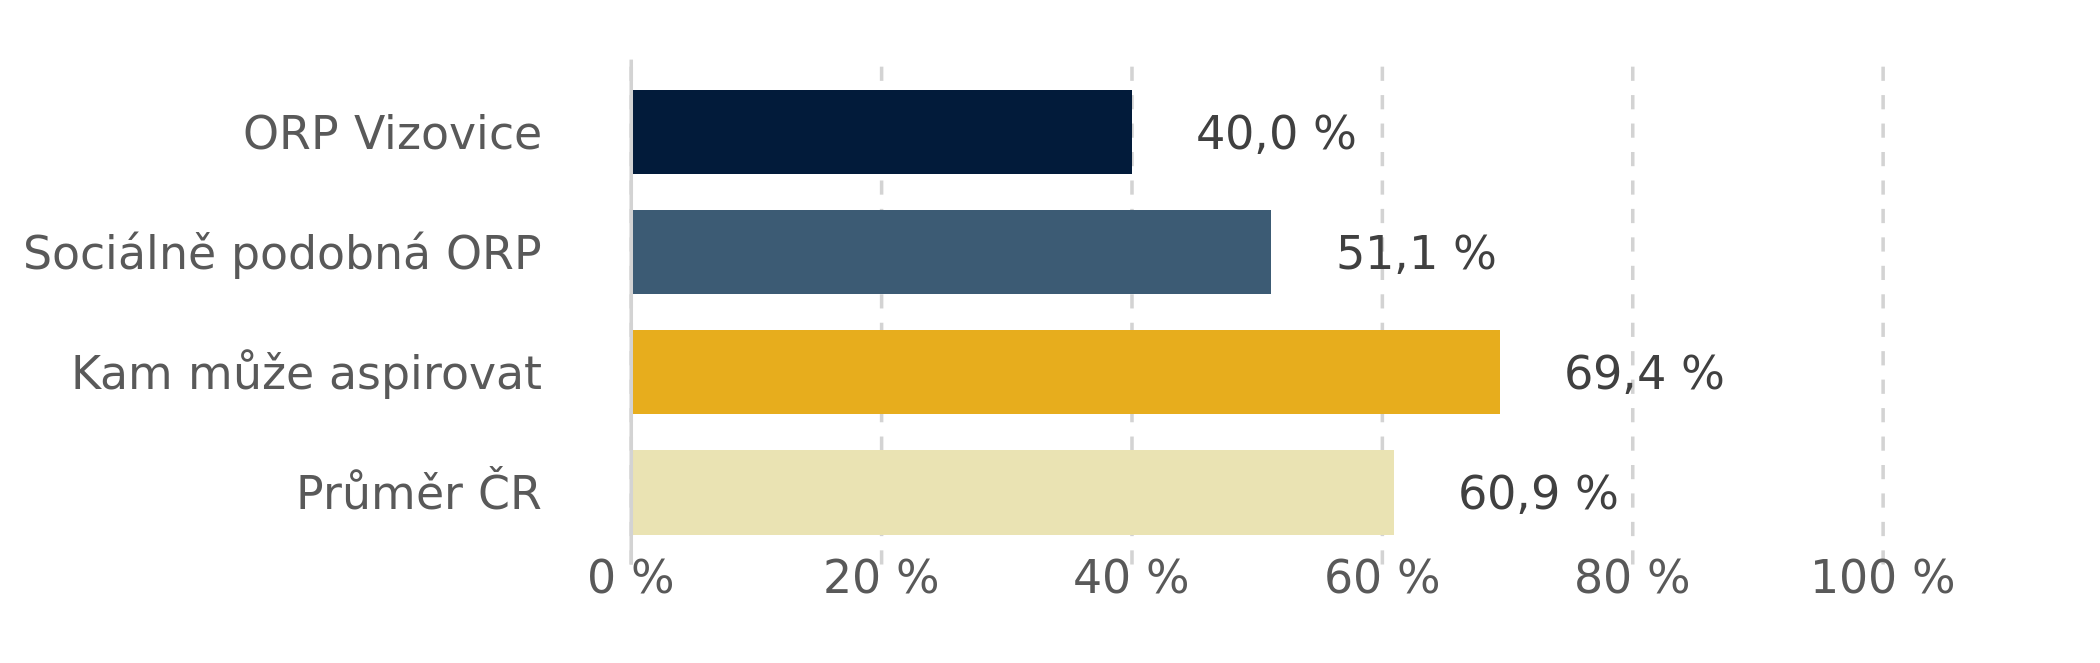 ORP Vizovice 40,0 %
Sociálně podobná ORP 51,1 %
Kam může aspirovat 69,4 %
Průměr ČR 60,9 %
0 % 20 % 40 % 60 % 80 % 100 %